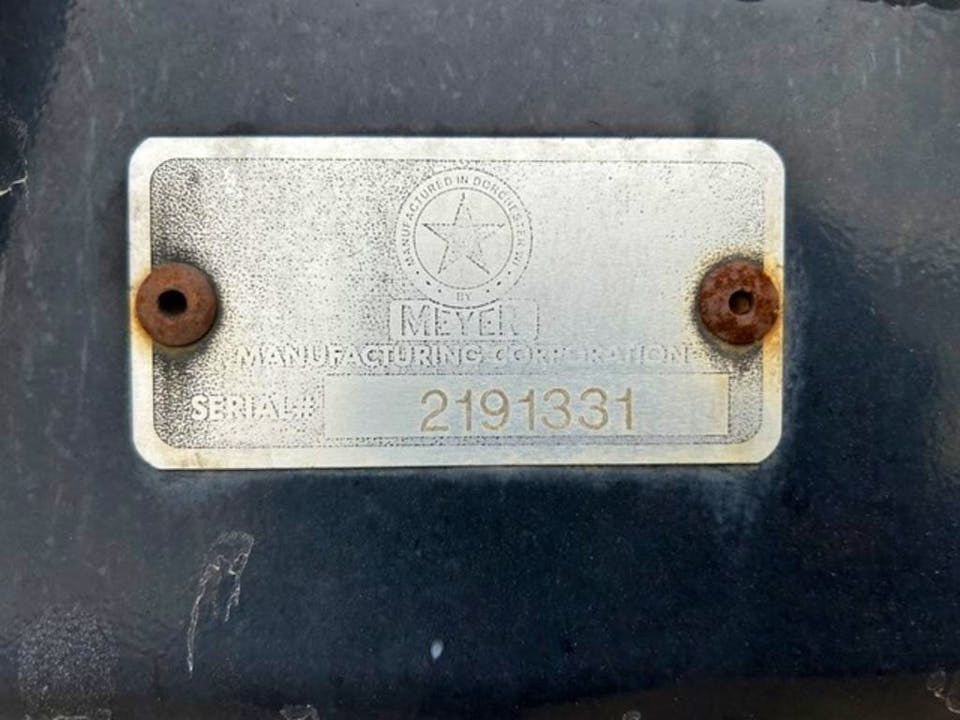 MANUFACTURED IN DORCHESTER, WI
BY
MEYER
MANUFACTURING CORPORATION
SERIAL# 2191331